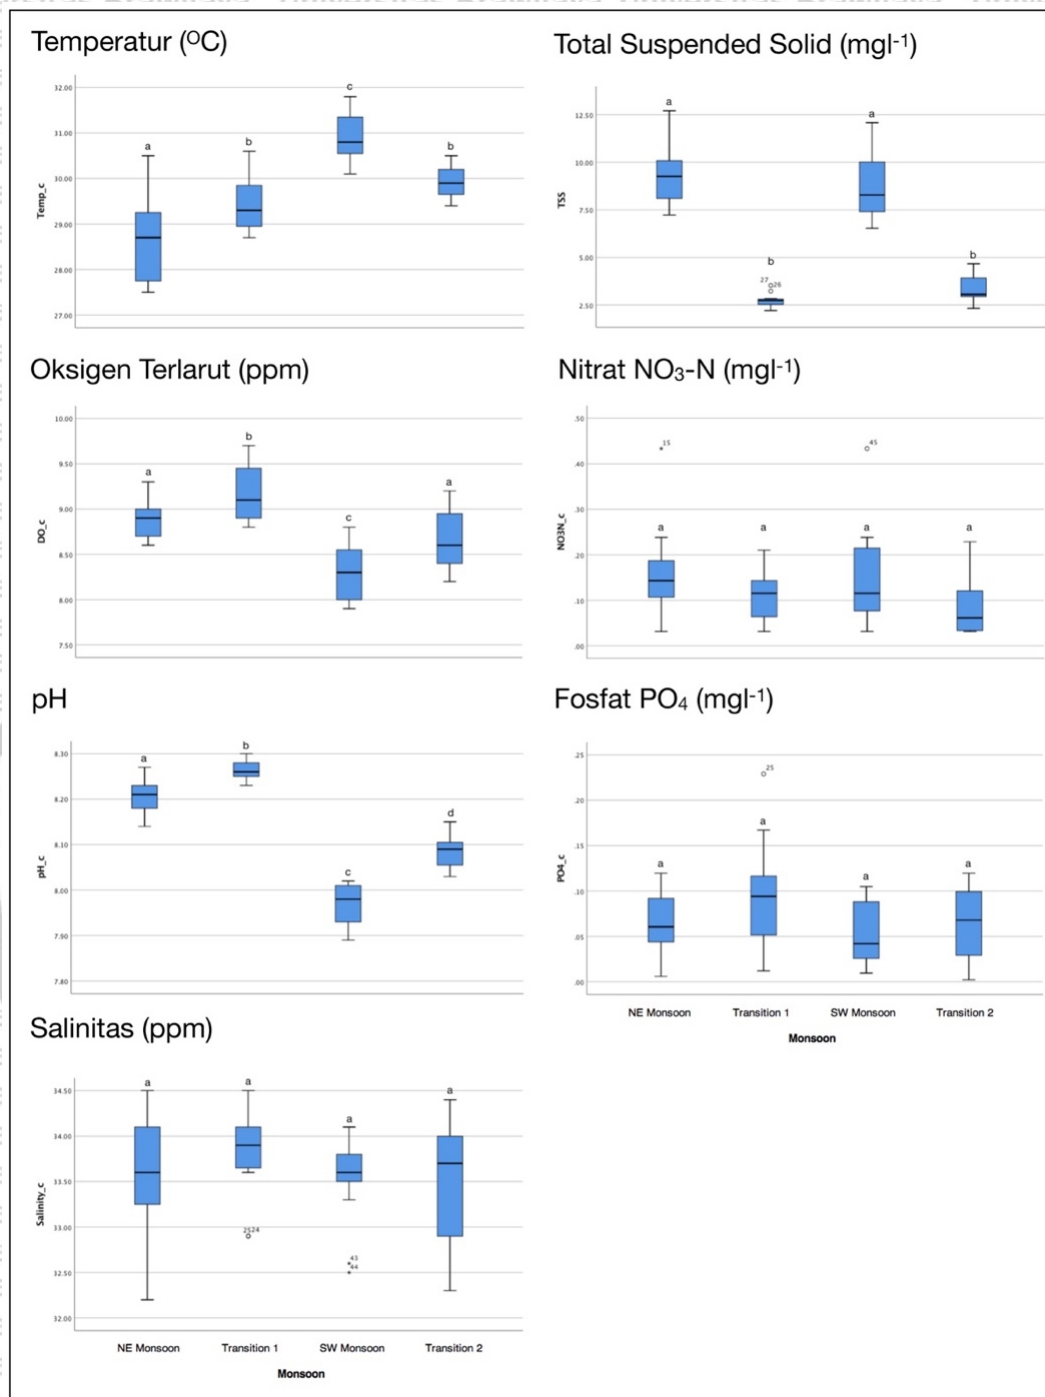 Temperatur (ºC)
Total Suspended Solid (mgl-1)
32.00
31.00
30.00
29.00
28.00
27.00
Temp_c
a
b
c
b
12.50
10.00
7.50
5.00
2.50
TSS
a
b
27
26
a
b
Oksigen Terlarut (ppm)
Nitrat NO3-N (mgl-1)
10.00
9.50
9.00
8.50
8.00
7.50
DO_c
a
b
c
a
.50
.40
.30
.20
.10
.00
NO3N_c
15
a
a
45
a
a
pH
Fosfat PO4 (mgl-1)
8.30
8.20
8.10
8.00
7.90
7.80
pH_c
a
b
c
d
.25
.20
.15
.10
.05
.00
PO4_c
a
25
a
a
a
NE Monsoon Transition 1 SW Monsoon Transition 2
Monsoon
Salinitas (ppm)
34.50
34.00
33.50
33.00
32.50
32.00
Salinity_c
a
a
2524
a
43
44
a
NE Monsoon Transition 1 SW Monsoon Transition 2
Monsoon